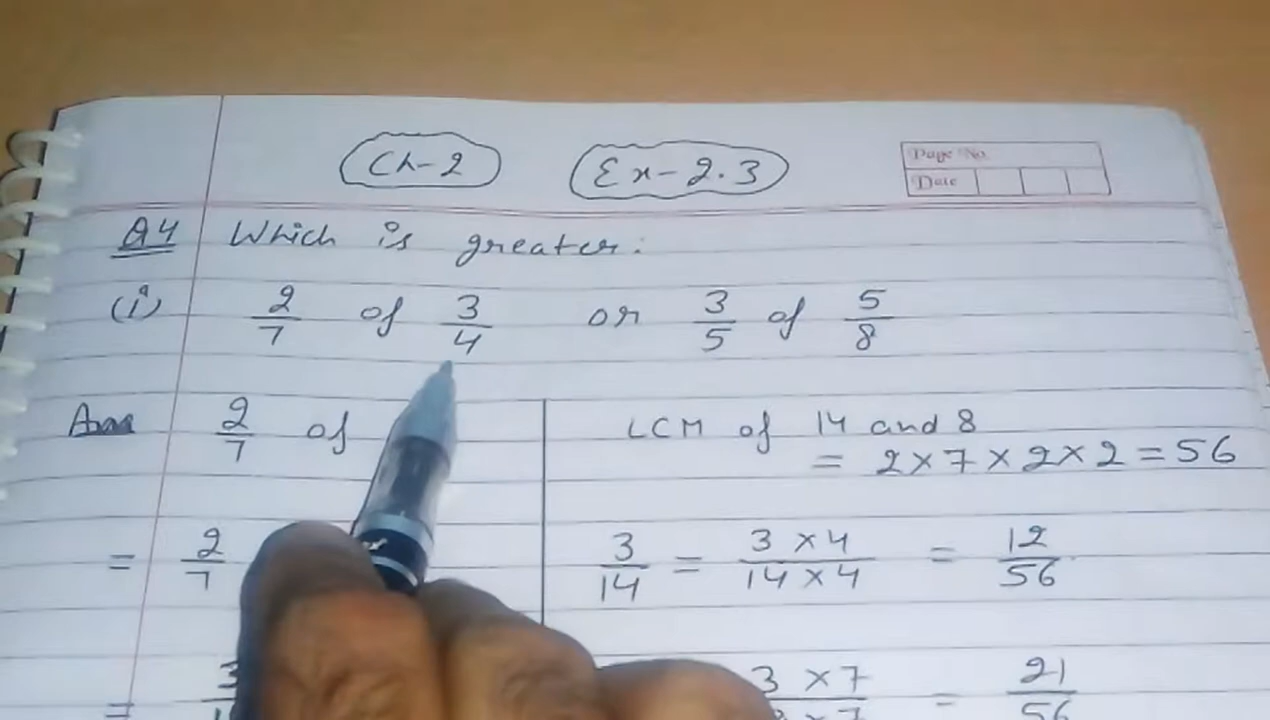 Ch-2 Ex-2.3
Page No.
Date
Q4 Which is greater:
(i) 2/7 of 3/4 or 3/5 of 5/8
Ans 2/7 of
LCM of 14 and 8
= 2×7×2×2=56
= 2/7
3/14 = 3×4/14×4 = 12/56
=
3×7/ ×7 = 21/56